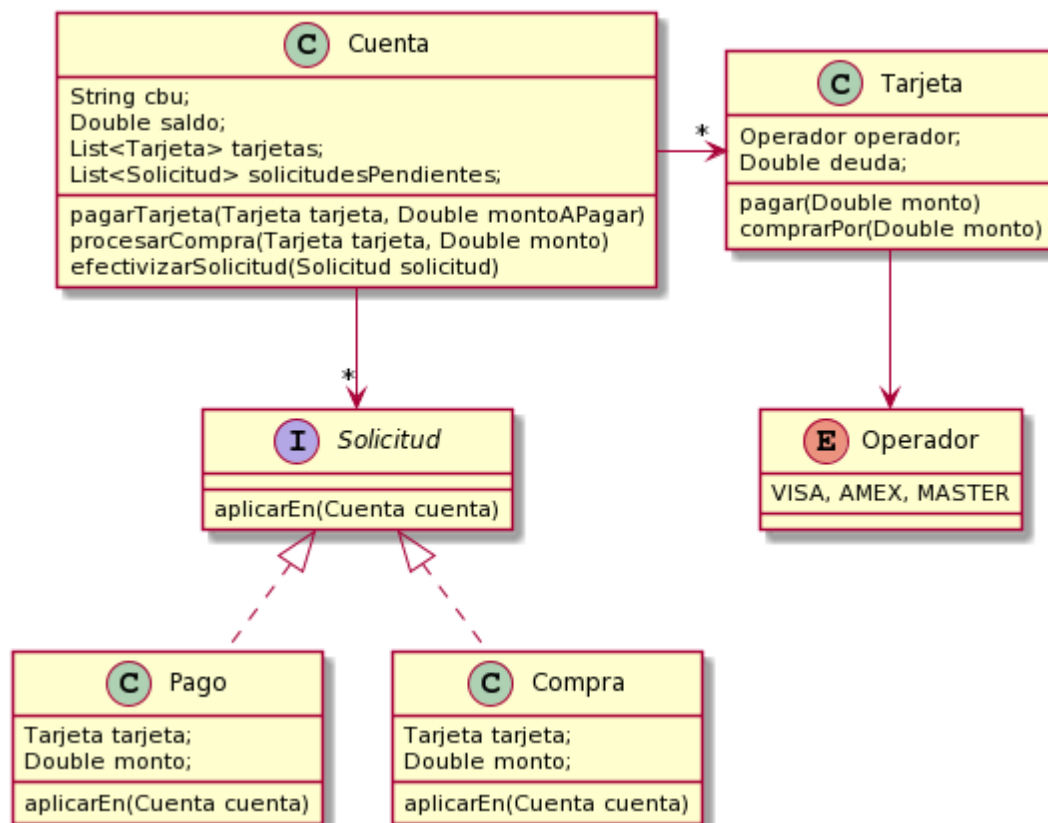 C Cuenta
String cbu;
Double saldo;
List<Tarjeta> tarjetas;
List<Solicitud> solicitudesPendientes;
pagarTarjeta(Tarjeta tarjeta, Double montoAPagar)
procesarCompra(Tarjeta tarjeta, Double monto)
efectivizarSolicitud(Solicitud solicitud)
*
C Tarjeta
Operador operador;
Double deuda;
pagar(Double monto)
comprarPor(Double monto)
*
I Solicitud
aplicarEn(Cuenta cuenta)
E Operador
VISA, AMEX, MASTER
C Pago
Tarjeta tarjeta;
Double monto;
aplicarEn(Cuenta cuenta)
C Compra
Tarjeta tarjeta;
Double monto;
aplicarEn(Cuenta cuenta)